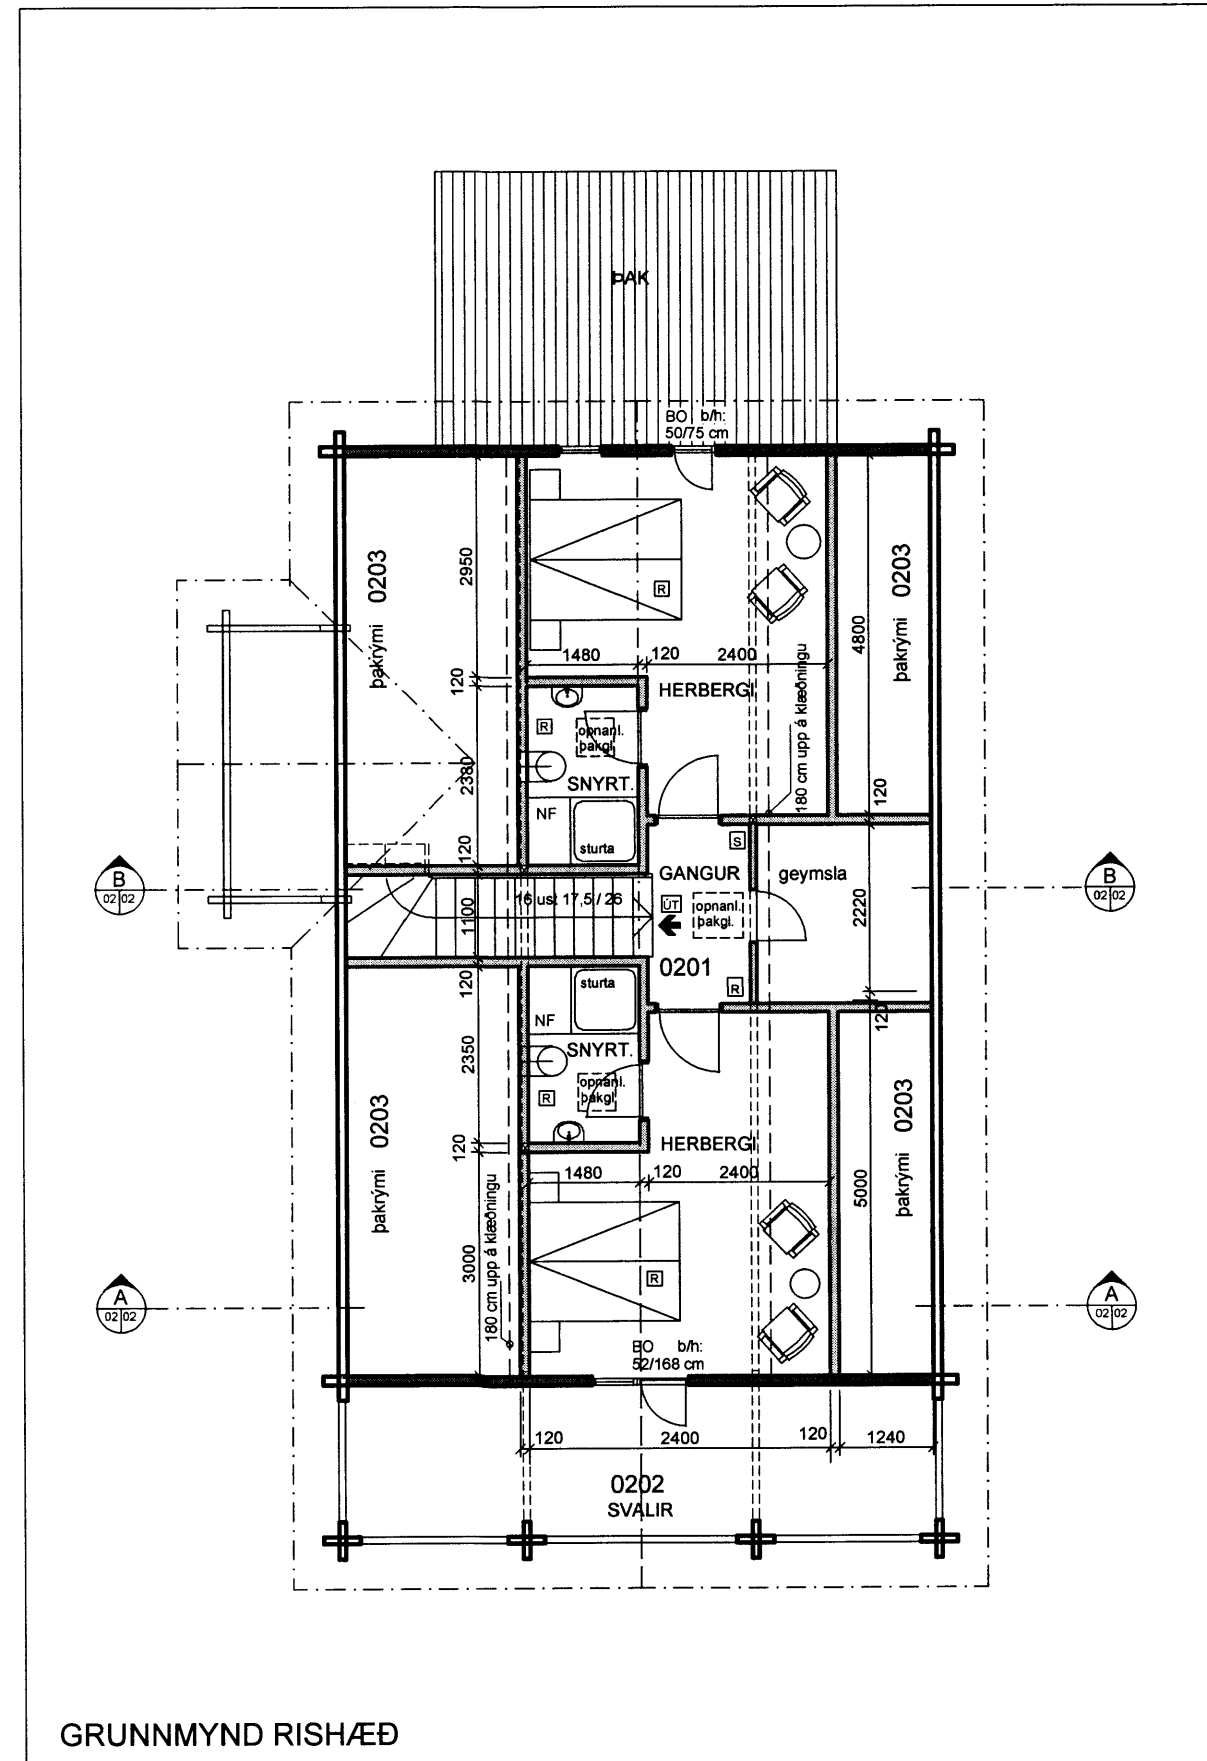 ÞAK
BO b/h:
50/75 cm
þakrými 0203
2950
R
4800
þakrými 0203
1480
120
2400
120
HERBERGI
180 cm upp á klæðningu
R
opnanl.
þakgl.
2380
SNYRT.
120
NF
sturta
S
120
GANGUR
geymsla
B
02 02
B
02 02
16 ust 17,5 / 26
1100
ÚT
opnanl.
þakgl.
2220
0201
R
120
sturta
NF
120
2350
SNYRT.
opnanl.
þakgl
R
þakrými 0203
þakrými 0203
120
HERBERGI
1480
120
2400
5000
3000
180 cm upp á klæðningu
R
A
02 02
A
02 02
BO b/h:
52/168 cm
120
2400
120
1240
0202
SVALIR
GRUNNMYND RISHÆÐ